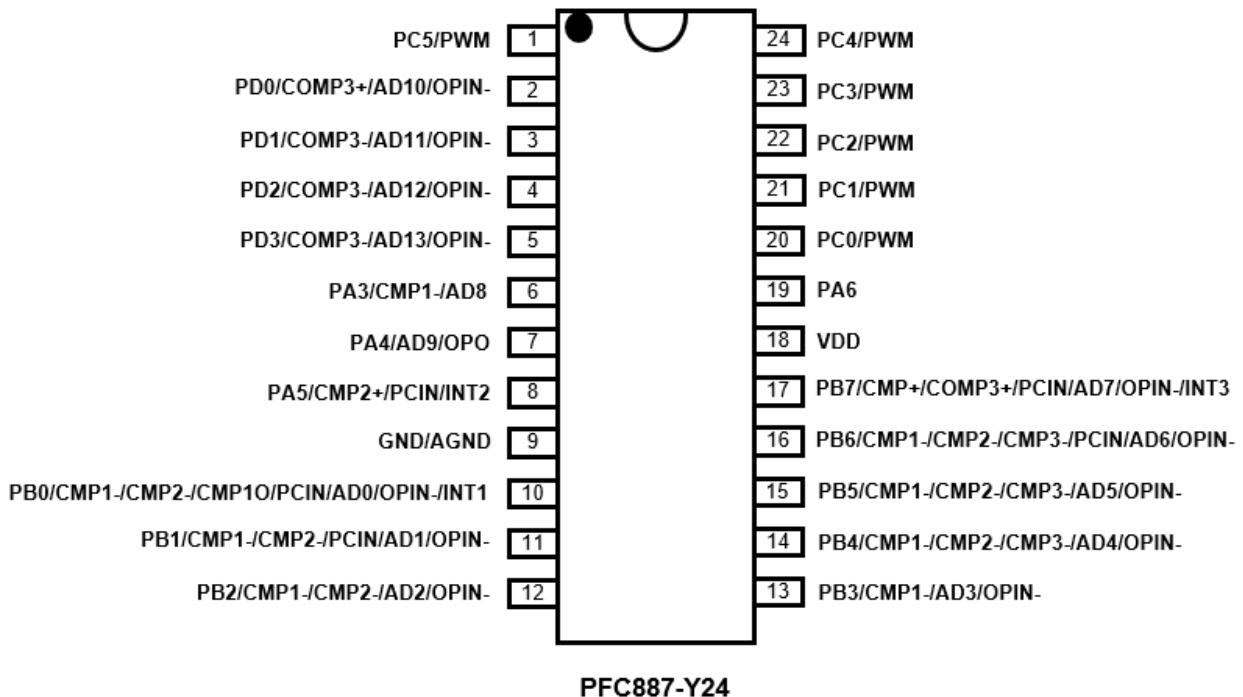 PC5/PWM 1 24 PC4/PWM
PD0/COMP3+/AD10/OPIN- 2 23 PC3/PWM
PD1/COMP3-/AD11/OPIN- 3 22 PC2/PWM
PD2/COMP3-/AD12/OPIN- 4 21 PC1/PWM
PD3/COMP3-/AD13/OPIN- 5 20 PC0/PWM
PA3/CMP1-/AD8 6 19 PA6
PA4/AD9/OPO 7 18 VDD
PA5/CMP2+/PCIN/INT2 8 17 PB7/CMP+/COMP3+/PCIN/AD7/OPIN-/INT3
GND/AGND 9 16 PB6/CMP1-/CMP2-/CMP3-/PCIN/AD6/OPIN-
PB0/CMP1-/CMP2-/CMP1O/PCIN/AD0/OPIN-/INT1 10 15 PB5/CMP1-/CMP2-/CMP3-/AD5/OPIN-
PB1/CMP1-/CMP2-/PCIN/AD1/OPIN- 11 14 PB4/CMP1-/CMP2-/CMP3-/AD4/OPIN-
PB2/CMP1-/CMP2-/AD2/OPIN- 12 13 PB3/CMP1-/AD3/OPIN-
PFC887-Y24